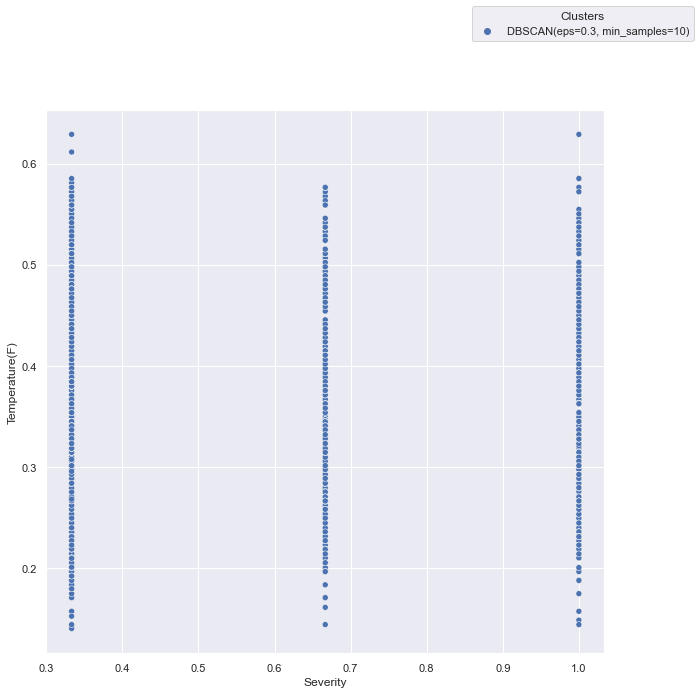 Clusters
DBSCAN(eps=0.3, min_samples=10)
0.6
0.5
0.4
0.3
0.2
Temperature(F)
0.3 0.4 0.5 0.6 0.7 0.8 0.9 1.0
Severity